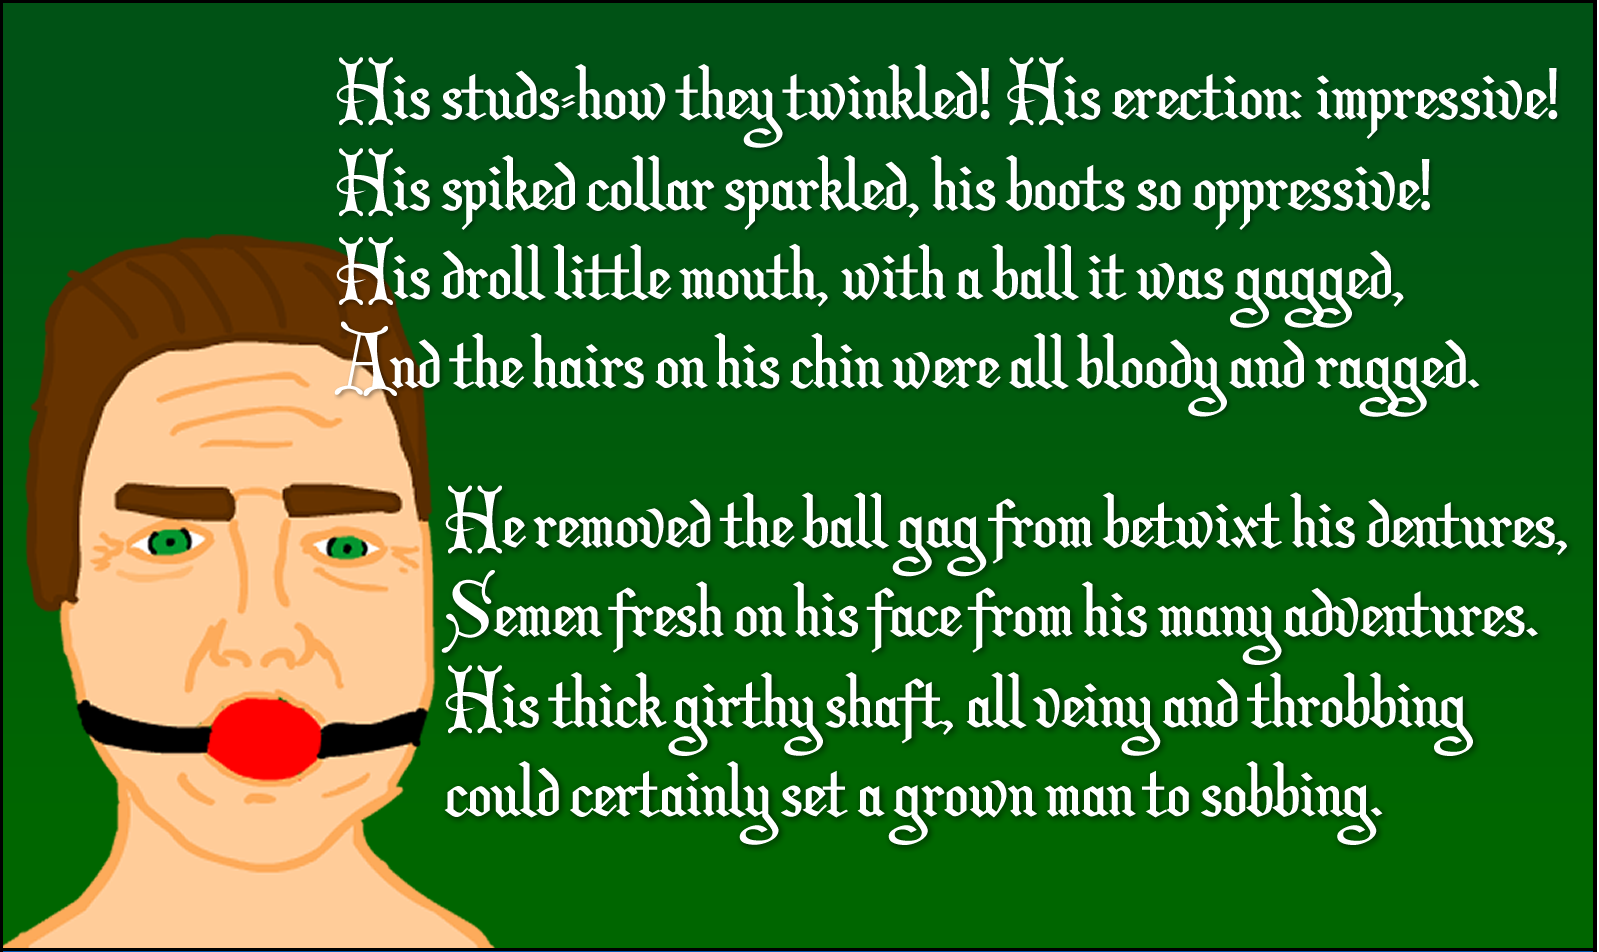 His studs-how they twinkled! His erection: impressive!
His spiked collar sparkled, his boots so oppressive!
His droll little mouth, with a ball it was gagged,
And the hairs on his chin were all bloody and ragged.
He removed the ball gag from betwixt his dentures,
Semen fresh on his face from his many adventures.
His thick girthy shaft, all veiny and throbbing
could certainly set a grown man to sobbing.